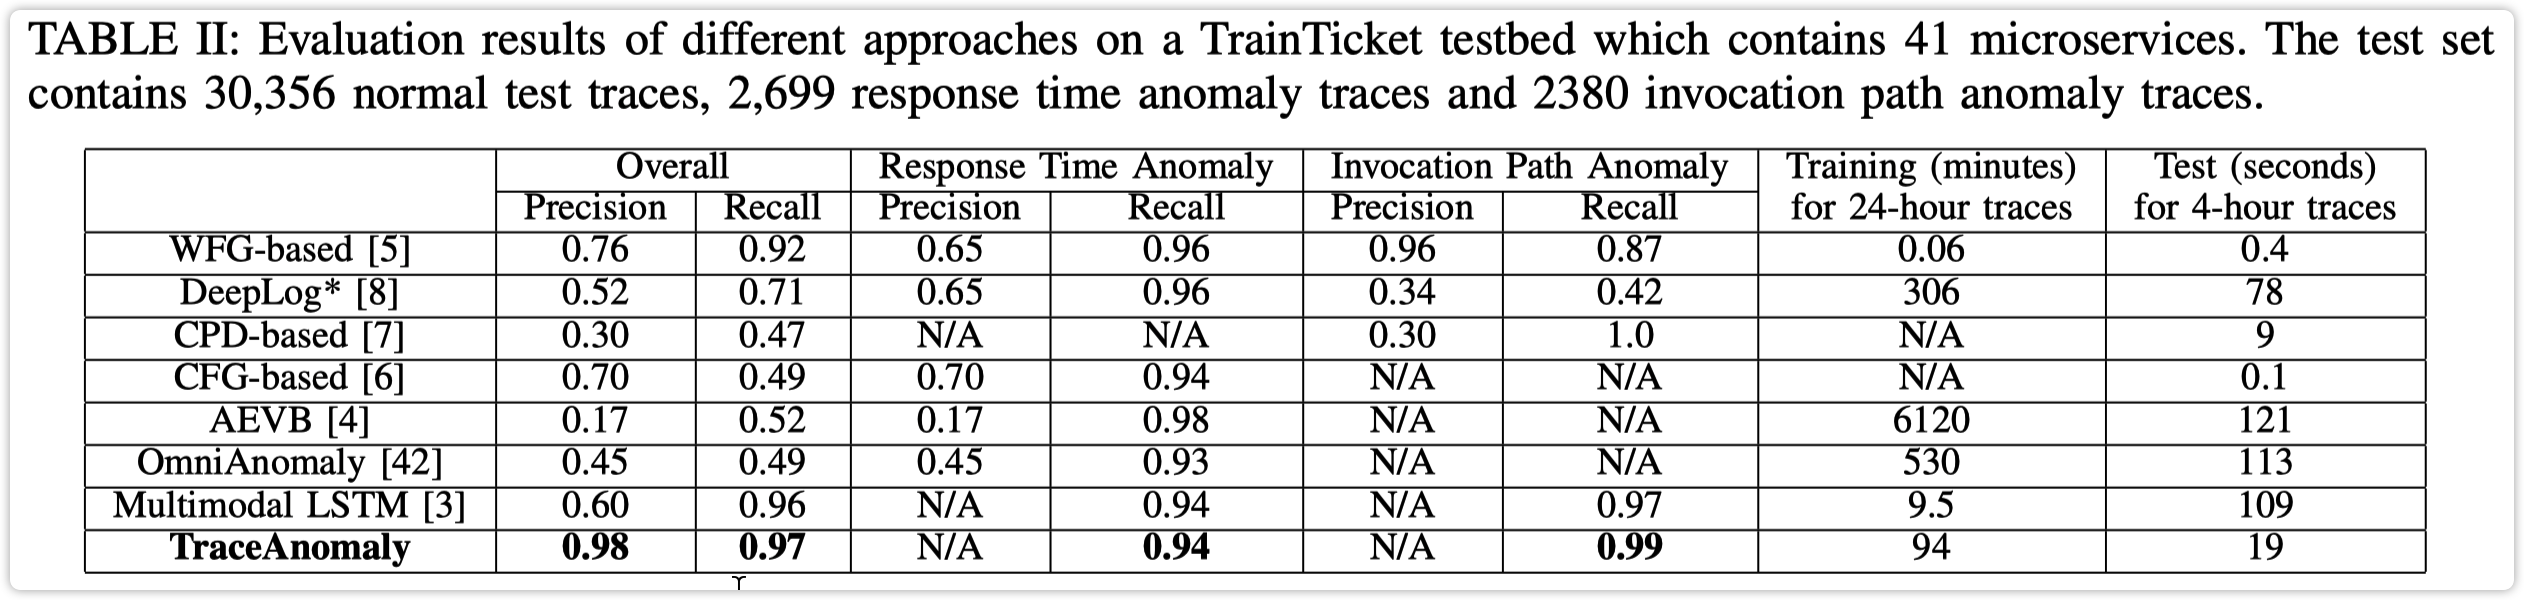 TABLE II: Evaluation results of different approaches on a TrainTicket testbed which contains 41 microservices. The test set
contains 30,356 normal test traces, 2,699 response time anomaly traces and 2380 invocation path anomaly traces.
Overall Response Time Anomaly Invocation Path Anomaly Training (minutes) Test (seconds)
Precision Recall Precision Recall Precision Recall for 24-hour traces for 4-hour traces
WFG-based [5] 0.76 0.92 0.65 0.96 0.96 0.87 0.06 0.4
DeepLog* [8] 0.52 0.71 0.65 0.96 0.34 0.42 306 78
CPD-based [7] 0.30 0.47 N/A N/A 0.30 1.0 N/A 9
CFG-based [6] 0.70 0.49 0.70 0.94 N/A N/A N/A 0.1
AEVB [4] 0.17 0.52 0.17 0.98 N/A N/A 6120 121
OmniAnomaly [42] 0.45 0.49 0.45 0.93 N/A N/A 530 113
Multimodal LSTM [3] 0.60 0.96 N/A 0.94 N/A 0.97 9.5 109
TraceAnomaly 0.98 0.97 N/A 0.94 N/A 0.99 94 19